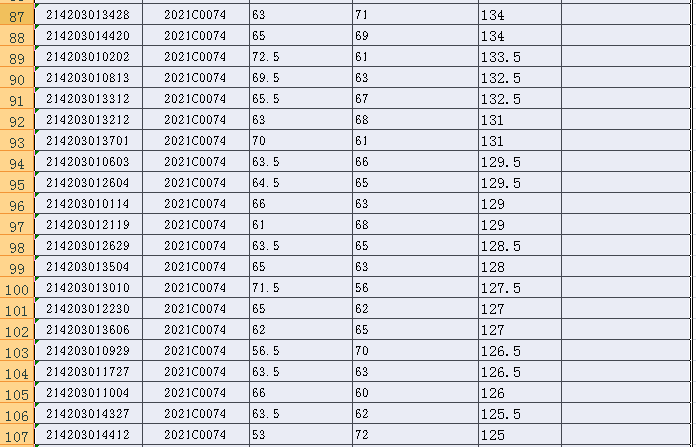 87 214203013428 2021C0074 63 71 134
88 214203014420 2021C0074 65 69 134
89 214203010202 2021C0074 72.5 61 133.5
90 214203010813 2021C0074 69.5 63 132.5
91 214203013312 2021C0074 65.5 67 132.5
92 214203013212 2021C0074 63 68 131
93 214203013701 2021C0074 70 61 131
94 214203010603 2021C0074 63.5 66 129.5
95 214203012604 2021C0074 64.5 65 129.5
96 214203010114 2021C0074 66 63 129
97 214203012119 2021C0074 61 68 129
98 214203012629 2021C0074 63.5 65 128.5
99 214203013504 2021C0074 65 63 128
100 214203013010 2021C0074 71.5 56 127.5
101 214203012230 2021C0074 65 62 127
102 214203013606 2021C0074 62 65 127
103 214203010929 2021C0074 56.5 70 126.5
104 214203011727 2021C0074 63.5 63 126.5
105 214203011004 2021C0074 66 60 126
106 214203014327 2021C0074 63.5 62 125.5
107 214203014412 2021C0074 53 72 125